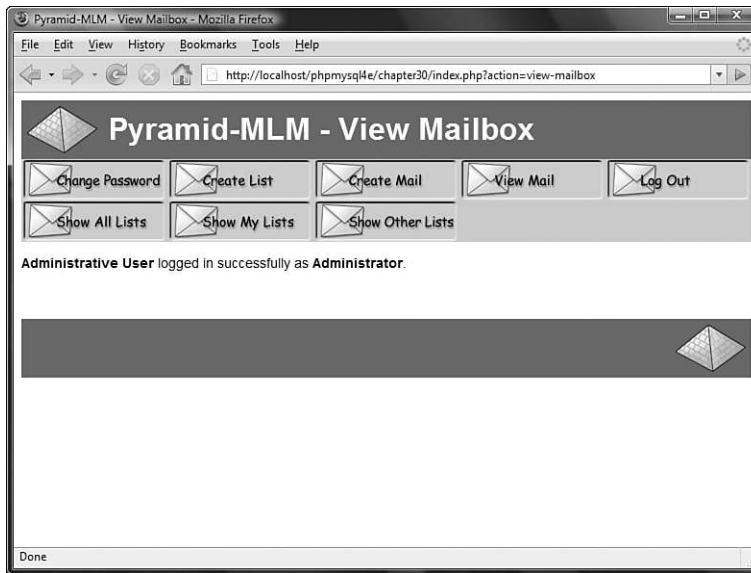 Pyramid-MLM - View Mailbox - Mozilla Firefox
File Edit View History Bookmarks Tools Help
http://localhost/phpmysql4e/chapter30/index.php?action=view-mailbox
Pyramid-MLM - View Mailbox
Change Password Create List Create Mail View Mail Log Out
Show All Lists Show My Lists Show Other Lists
Administrative User logged in successfully as Administrator.
Done